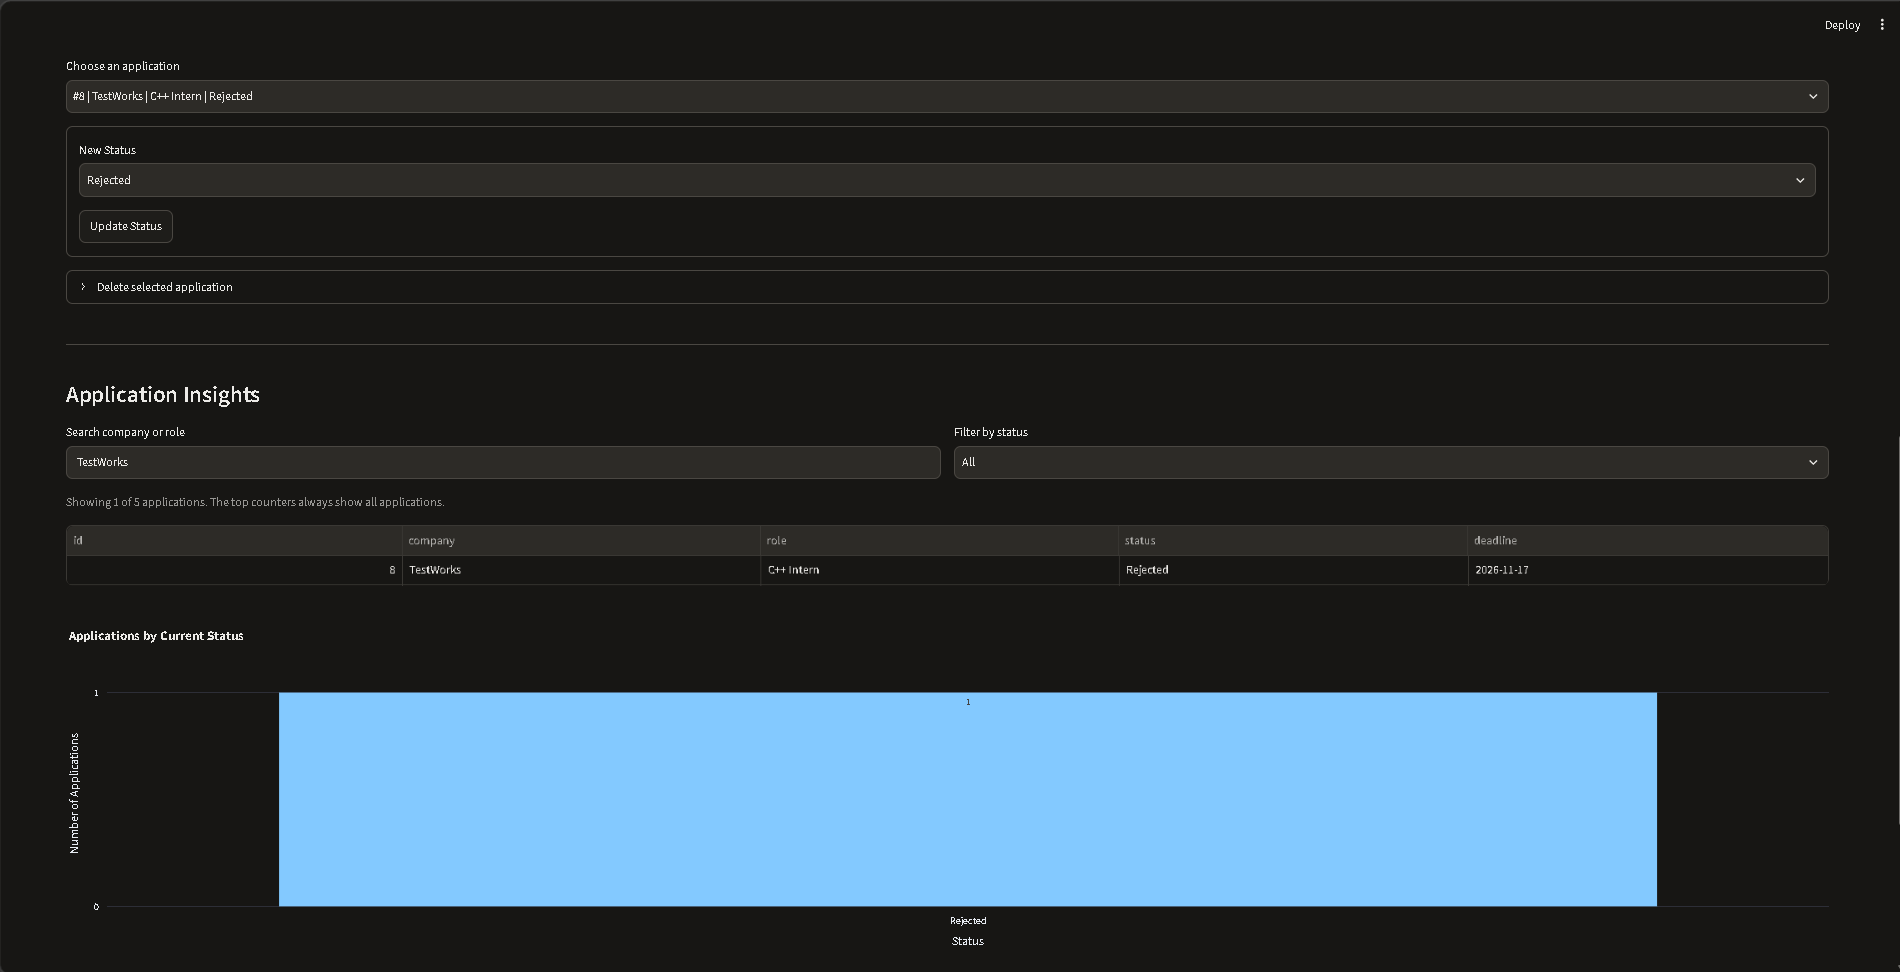 Deploy
Choose an application
#8 | TestWorks | C++ Intern | Rejected
New Status
Rejected
Update Status
Delete selected application
Application Insights
Search company or role
Filter by status
TestWorks
All
Showing 1 of 5 applications. The top counters always show all applications.
id company role status deadline
8 TestWorks C++ Intern Rejected 2026-11-17
Applications by Current Status
1
1
Number of Applications
0
Rejected
Status